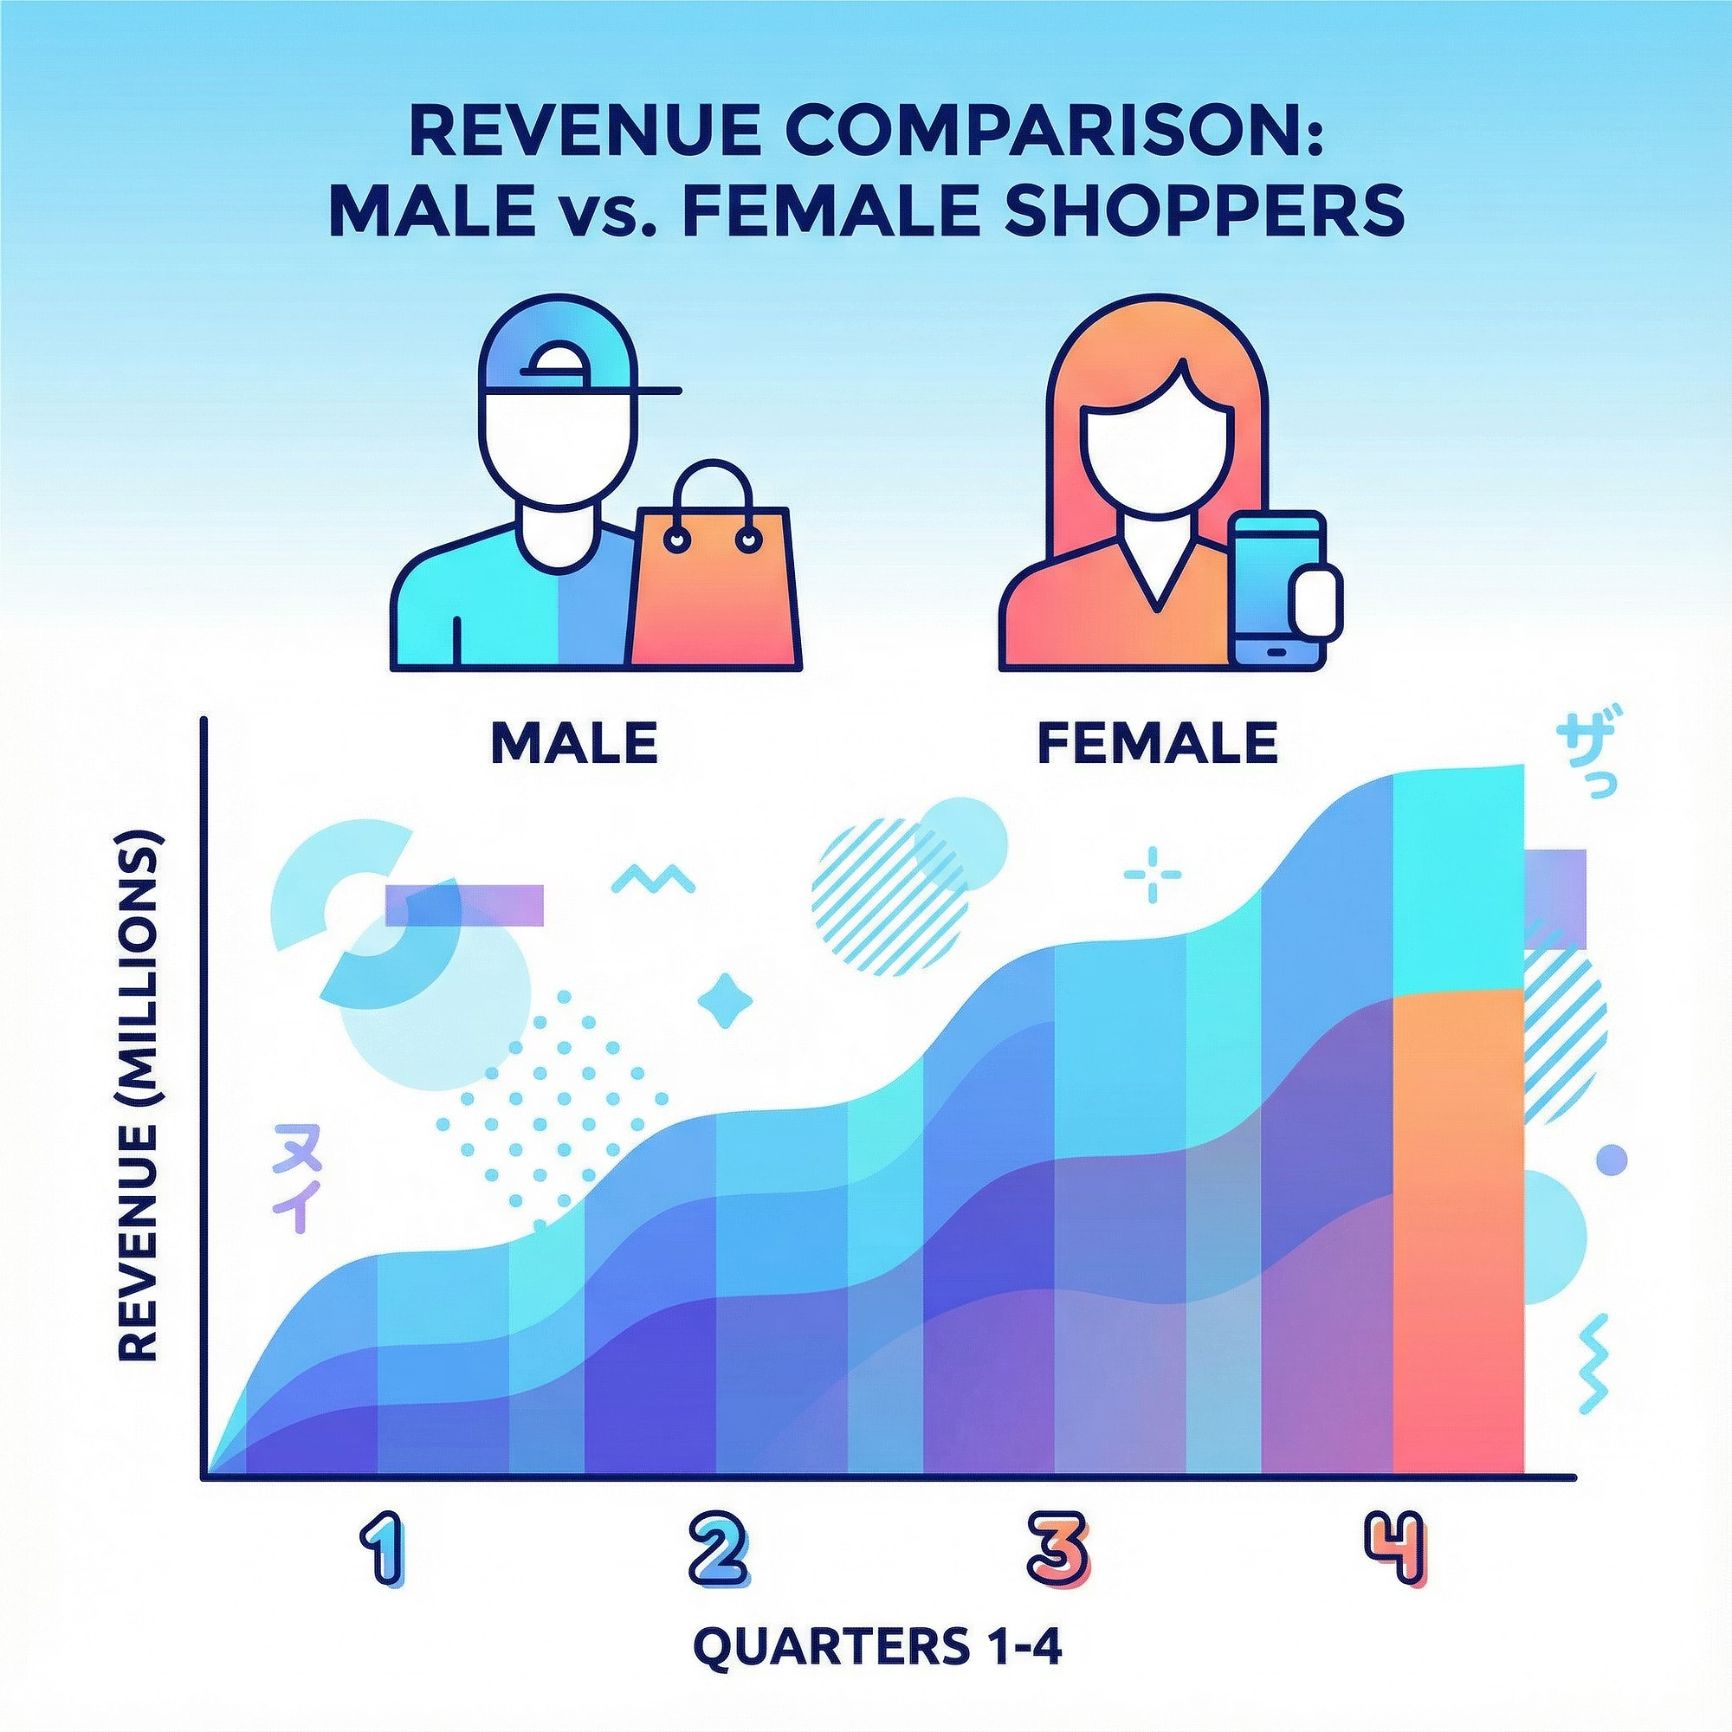 REVENUE COMPARISON:
MALE vs. FEMALE SHOPPERS
MALE
FEMALE
ザっ
REVENUE (MILLIONS)
ヌイ
1
2
3
4
QUARTERS 1-4